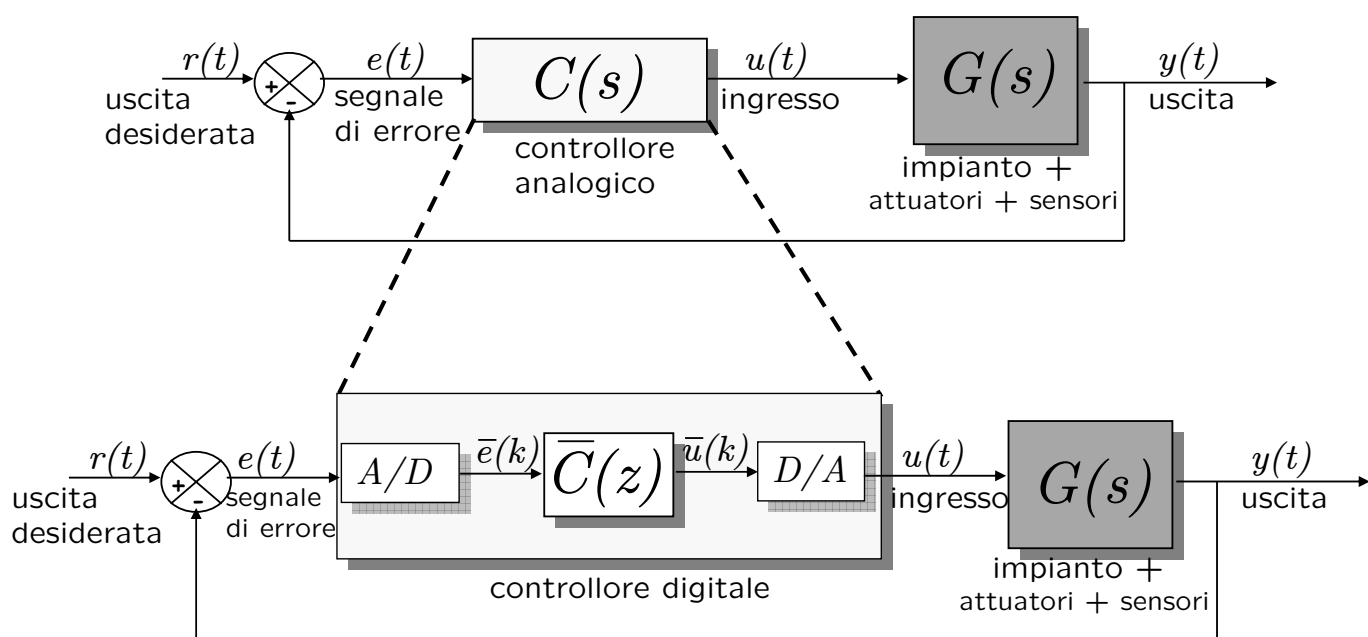 r(t)
e(t)
C(s)
u(t)
G(s)
y(t)
+
-
uscita
desiderata
segnale
di errore
ingresso
uscita
controllore
analogico
impianto +
attuatori + sensori
r(t)
e(t)
A/D
e̅(k)
C̅(z)
u̅(k)
D/A
u(t)
G(s)
y(t)
+
-
uscita
desiderata
segnale
di errore
ingresso
uscita
controllore digitale
impianto +
attuatori + sensori